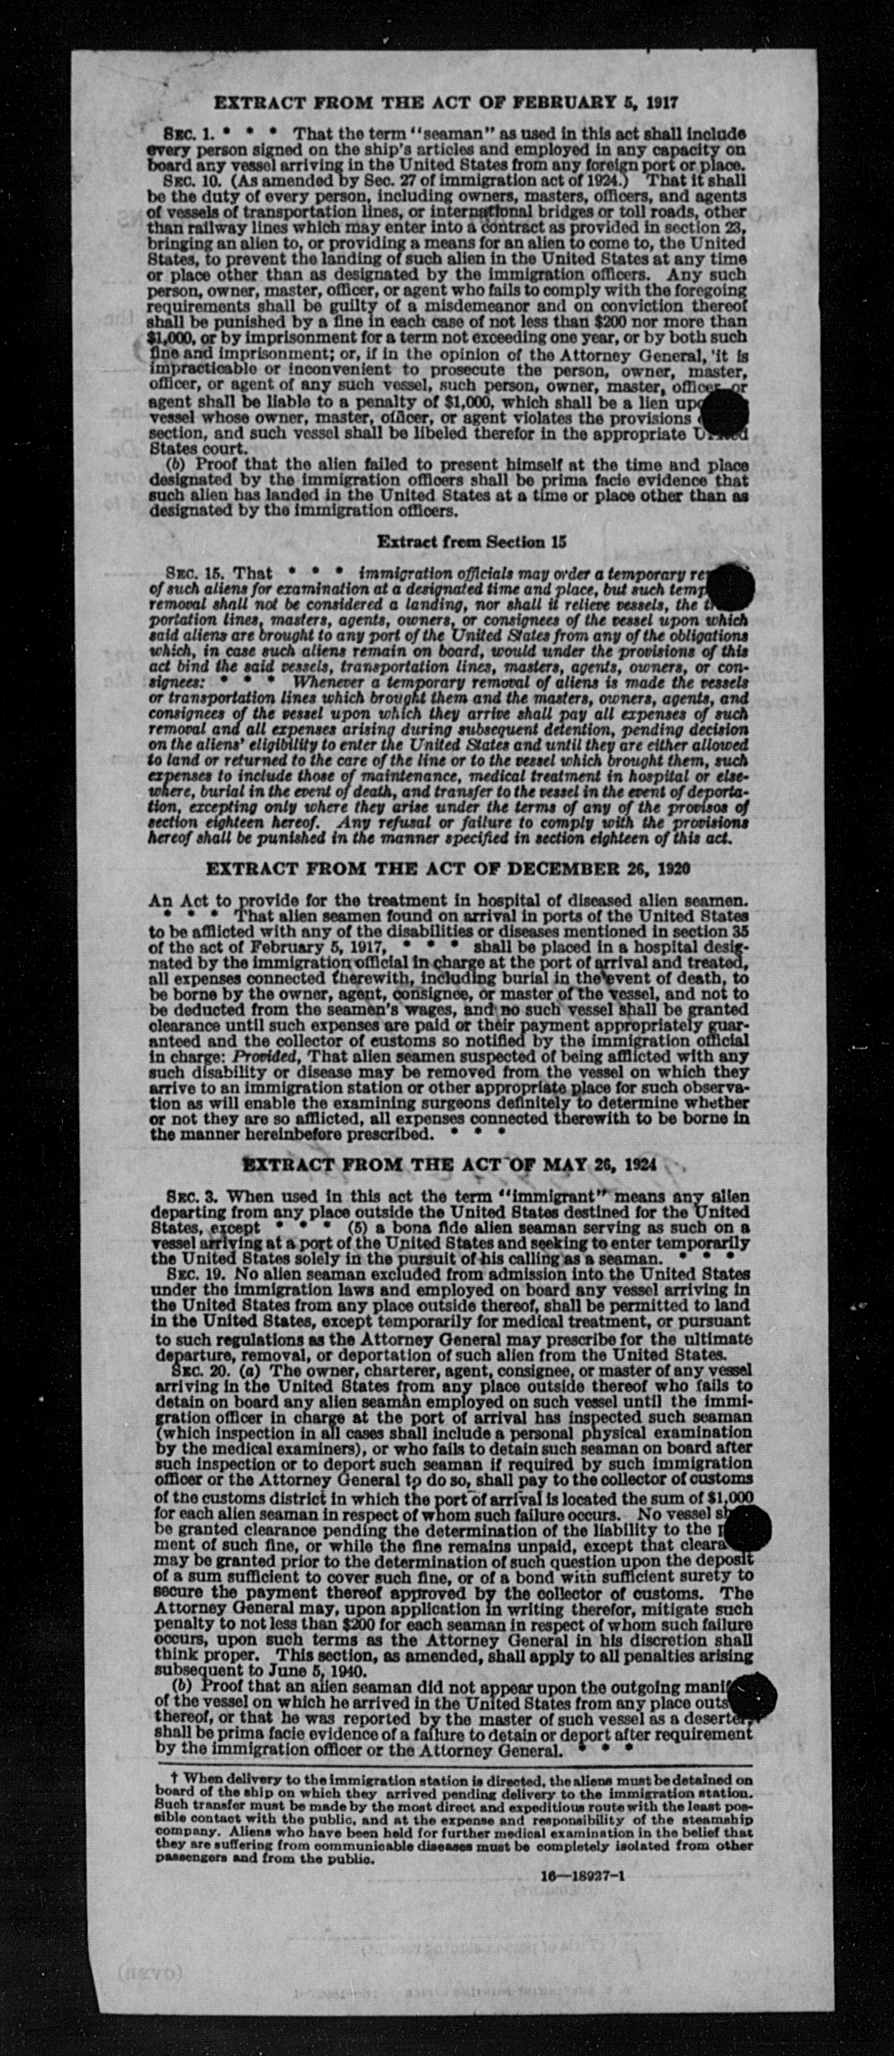 EXTRACT FROM THE ACT OF FEBRUARY 5, 1917
SEC. 1. * * * That the term "seaman" as used in this act shall include
every person signed on the ship's articles and employed in any capacity on
board any vessel arriving in the United States from any foreign port or place.
SEC. 10. (As amended by Sec. 27 of immigration act of 1924.) That it shall
be the duty of every person, including owners, masters, officers, and agents
of vessels of transportation lines, or international bridges or toll roads, other
than railway lines which may enter into a contract as provided in section 23,
bringing an alien to, or providing a means for an alien to come to, the United
States, to prevent the landing of such alien in the United States at any time
or place other than as designated by the immigration officers. Any such
person, owner, master, officer, or agent who fails to comply with the foregoing
requirements shall be guilty of a misdemeanor and on conviction thereof
shall be punished by a fine in each case of not less than $200 nor more than
$1,000, or by imprisonment for a term not exceeding one year, or by both such
fine and imprisonment; or, if in the opinion of the Attorney General, it is
impracticable or inconvenient to prosecute the person, owner, master,
officer, or agent of any such vessel, such person, owner, master, officer or
agent shall be liable to a penalty of $1,000, which shall be a lien up
vessel whose owner, master, officer, or agent violates the provisions
section, and such vessel shall be libeled therefor in the appropriate United
States court.
(b) Proof that the alien failed to present himself at the time and place
designated by the immigration officers shall be prima facie evidence that
such alien has landed in the United States at a time or place other than as
designated by the immigration officers.
Extract from Section 15
SEC. 15. That * * * immigration officials may order a temporary re
of such aliens for examination at a designated time and place, but such temp
removal shall not be considered a landing, nor shall it relieve vessels, the
portation lines, masters, agents, owners, or consignees of the vessel upon which
said aliens are brought to any port of the United States from any of the obligations
which, in case such aliens remain on board, would under the provisions of this
act bind the said vessels, transportation lines, masters, agents, owners, or con-
signees: * * * Whenever a temporary removal of aliens is made the vessels
or transportation lines which brought them and the masters, owners, agents, and
consignees of the vessel upon which they arrive shall pay all expenses of such
removal and all expenses arising during subsequent detention, pending decision
on the aliens' eligibility to enter the United States and until they are either allowed
to land or returned to the care of the line or to the vessel which brought them, such
expenses to include those of maintenance, medical treatment in hospital or else-
where, burial in the event of death, and transfer to the vessel in the event of deporta-
tion, excepting only where they arise under the terms of any of the provisos of
section eighteen hereof. Any refusal or failure to comply with the provisions
hereof shall be punished in the manner specified in section eighteen of this act.
EXTRACT FROM THE ACT OF DECEMBER 26, 1920
An Act to provide for the treatment in hospital of diseased alien seamen.
* * * That alien seamen found on arrival in ports of the United States
to be afflicted with any of the disabilities or diseases mentioned in section 35
of the act of February 5, 1917, * * * shall be placed in a hospital desig-
nated by the immigration official in charge at the port of arrival and treated,
all expenses connected therewith, including burial in the event of death, to
be borne by the owner, agent, consignee, or master of the vessel, and not to
be deducted from the seamen's wages, and no such vessel shall be granted
clearance until such expenses are paid or their payment appropriately guar-
anteed and the collector of customs so notified by the immigration official
in charge: Provided, That alien seamen suspected of being afflicted with any
such disability or disease may be removed from the vessel on which they
arrive to an immigration station or other appropriate place for such observa-
tion as will enable the examining surgeons definitely to determine whether
or not they are so afflicted, all expenses connected therewith to be borne in
the manner hereinbefore prescribed. * * *
EXTRACT FROM THE ACT OF MAY 26, 1924
SEC. 3. When used in this act the term "immigrant" means any alien
departing from any place outside the United States destined for the United
States, except * * * (5) a bona fide alien seaman serving as such on a
vessel arriving at a port of the United States and seeking to enter temporarily
the United States solely in the pursuit of his calling as a seaman. * * *
SEC. 19. No alien seaman excluded from admission into the United States
under the immigration laws and employed on board any vessel arriving in
the United States from any place outside thereof, shall be permitted to land
in the United States, except temporarily for medical treatment, or pursuant
to such regulations as the Attorney General may prescribe for the ultimate
departure, removal, or deportation of such alien from the United States.
SEC. 20. (a) The owner, charterer, agent, consignee, or master of any vessel
arriving in the United States from any place outside thereof who fails to
detain on board any alien seaman employed on such vessel until the immi-
gration officer in charge at the port of arrival has inspected such seaman
(which inspection in all cases shall include a personal physical examination
by the medical examiners), or who fails to detain such seaman on board after
such inspection or to deport such seaman if required by such immigration
officer or the Attorney General to do so, shall pay to the collector of customs
of the customs district in which the port of arrival is located the sum of $1,000
for each alien seaman in respect of whom such failure occurs. No vessel sh
be granted clearance pending the determination of the liability to the
ment of such fine, or while the fine remains unpaid, except that cleara
may be granted prior to the determination of such question upon the deposit
of a sum sufficient to cover such fine, or of a bond with sufficient surety to
secure the payment thereof approved by the collector of customs. The
Attorney General may, upon application in writing therefor, mitigate such
penalty to not less than $200 for each seaman in respect of whom such failure
occurs, upon such terms as the Attorney General in his discretion shall
think proper. This section, as amended, shall apply to all penalties arising
subsequent to June 5, 1940.
(b) Proof that an alien seaman did not appear upon the outgoing manif
of the vessel on which he arrived in the United States from any place outs
thereof, or that he was reported by the master of such vessel as a deserter,
shall be prima facie evidence of a failure to detain or deport after requirement
by the immigration officer or the Attorney General. * * *
† When delivery to the immigration station is directed, the aliens must be detained on
board of the ship on which they arrived pending delivery to the immigration station.
Such transfer must be made by the most direct and expeditious route with the least pos-
sible contact with the public, and at the expense and responsibility of the steamship
company. Aliens who have been held for further medical examination in the belief that
they are suffering from communicable diseases must be completely isolated from other
passengers and from the public.
16—18927-1